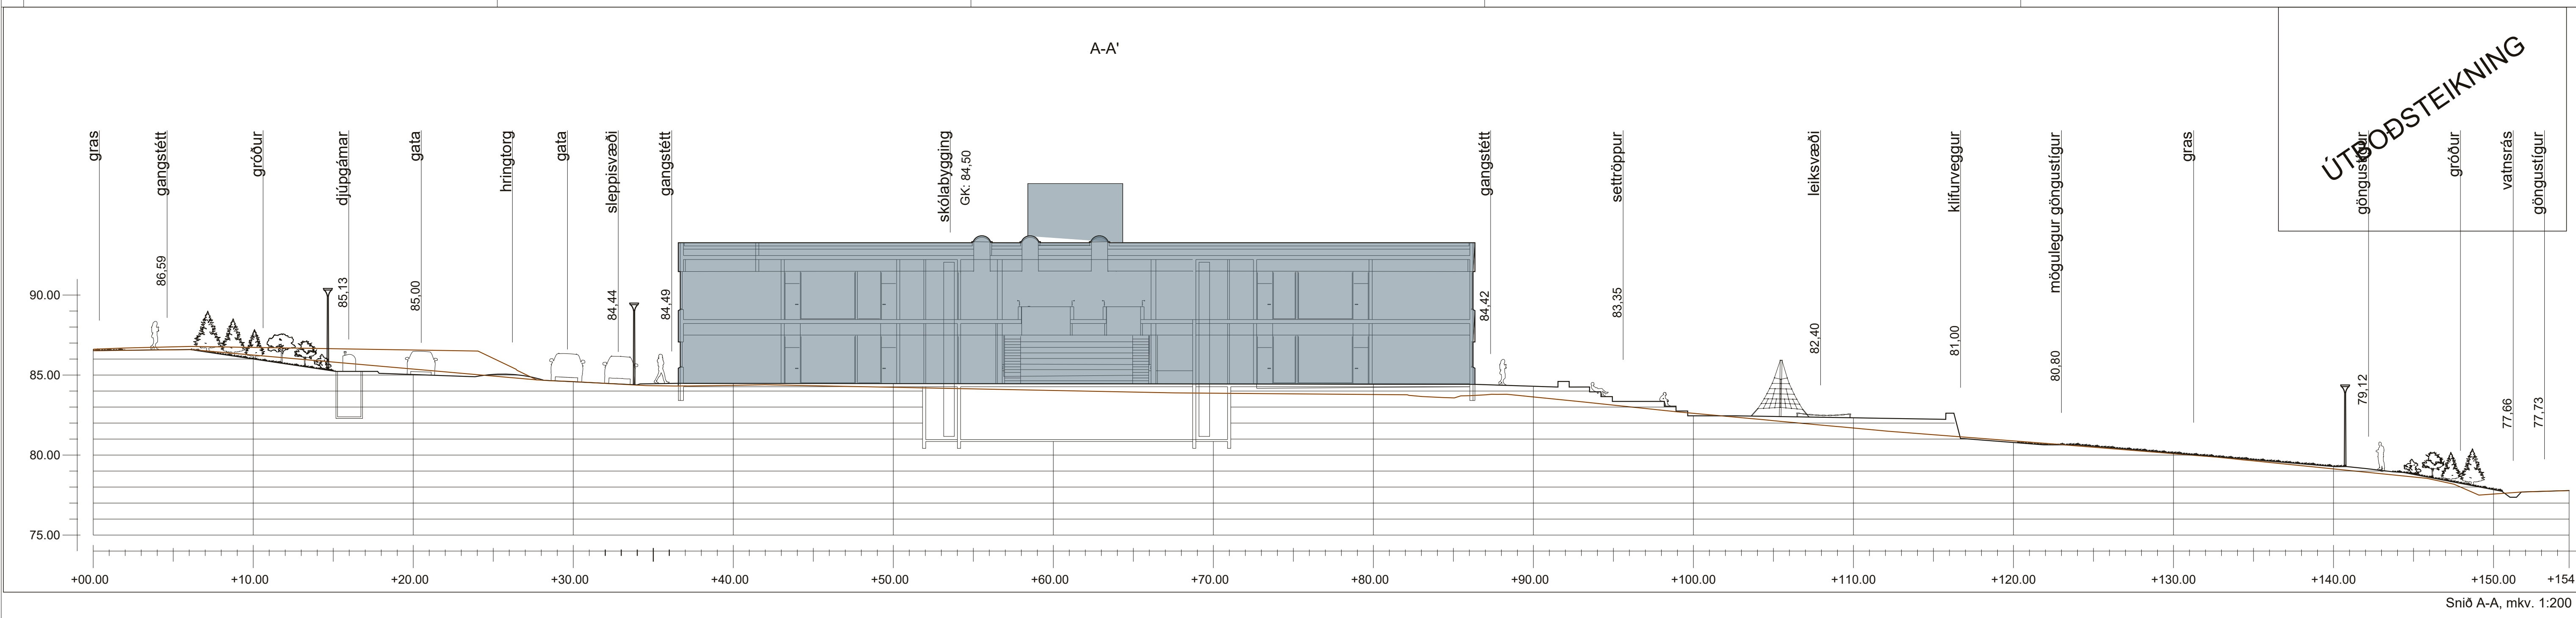 A-A'
ÚTBOÐSTEIKNING
gras
gangstétt
86,59
gróður
djúpgámar
85,13
gata
85,00
hringtorg
gata
sleppisvæði
84,44
gangstétt
84,49
skólabygging
GK: 84,50
gangstétt
84,42
settröppur
83,35
leiksvæði
82,40
klifurveggur
81,00
mögulegur göngustígur
80,80
gras
göngustígur
79,12
gróður
vatnsrás
77,66
göngustígur
77,73
90.00
85.00
80.00
75.00
+00.00
+10.00
+20.00
+30.00
+40.00
+50.00
+60.00
+70.00
+80.00
+90.00
+100.00
+110.00
+120.00
+130.00
+140.00
+150.00
+154
Snið A-A, mkv. 1:200